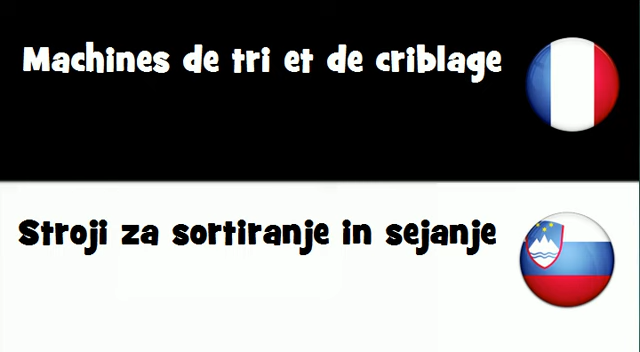 Machines de tri et de criblage
Stroji za sortiranje in sejanje